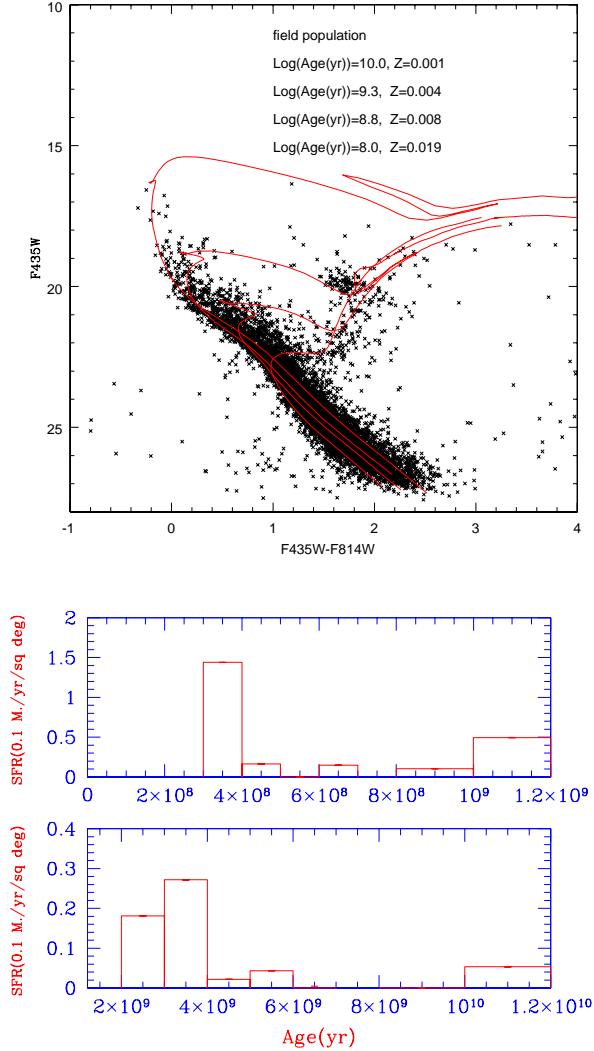 10
15
20
25
F435W
field population
Log(Age(yr))=10.0, Z=0.001
Log(Age(yr))=9.3, Z=0.004
Log(Age(yr))=8.8, Z=0.008
Log(Age(yr))=8.0, Z=0.019
-1 0 1 2 3 4
F435W-F814W
SFR(0.1 M./yr/sq deg)
2
1.5
1
0.5
0
0 2×10⁸ 4×10⁸ 6×10⁸ 8×10⁸ 10⁹ 1.2×10⁹
SFR(0.1 M./yr/sq deg)
0.4
0.3
0.2
0.1
0
2×10⁹ 4×10⁹ 6×10⁹ 8×10⁹ 10¹⁰ 1.2×10¹⁰
Age(yr)